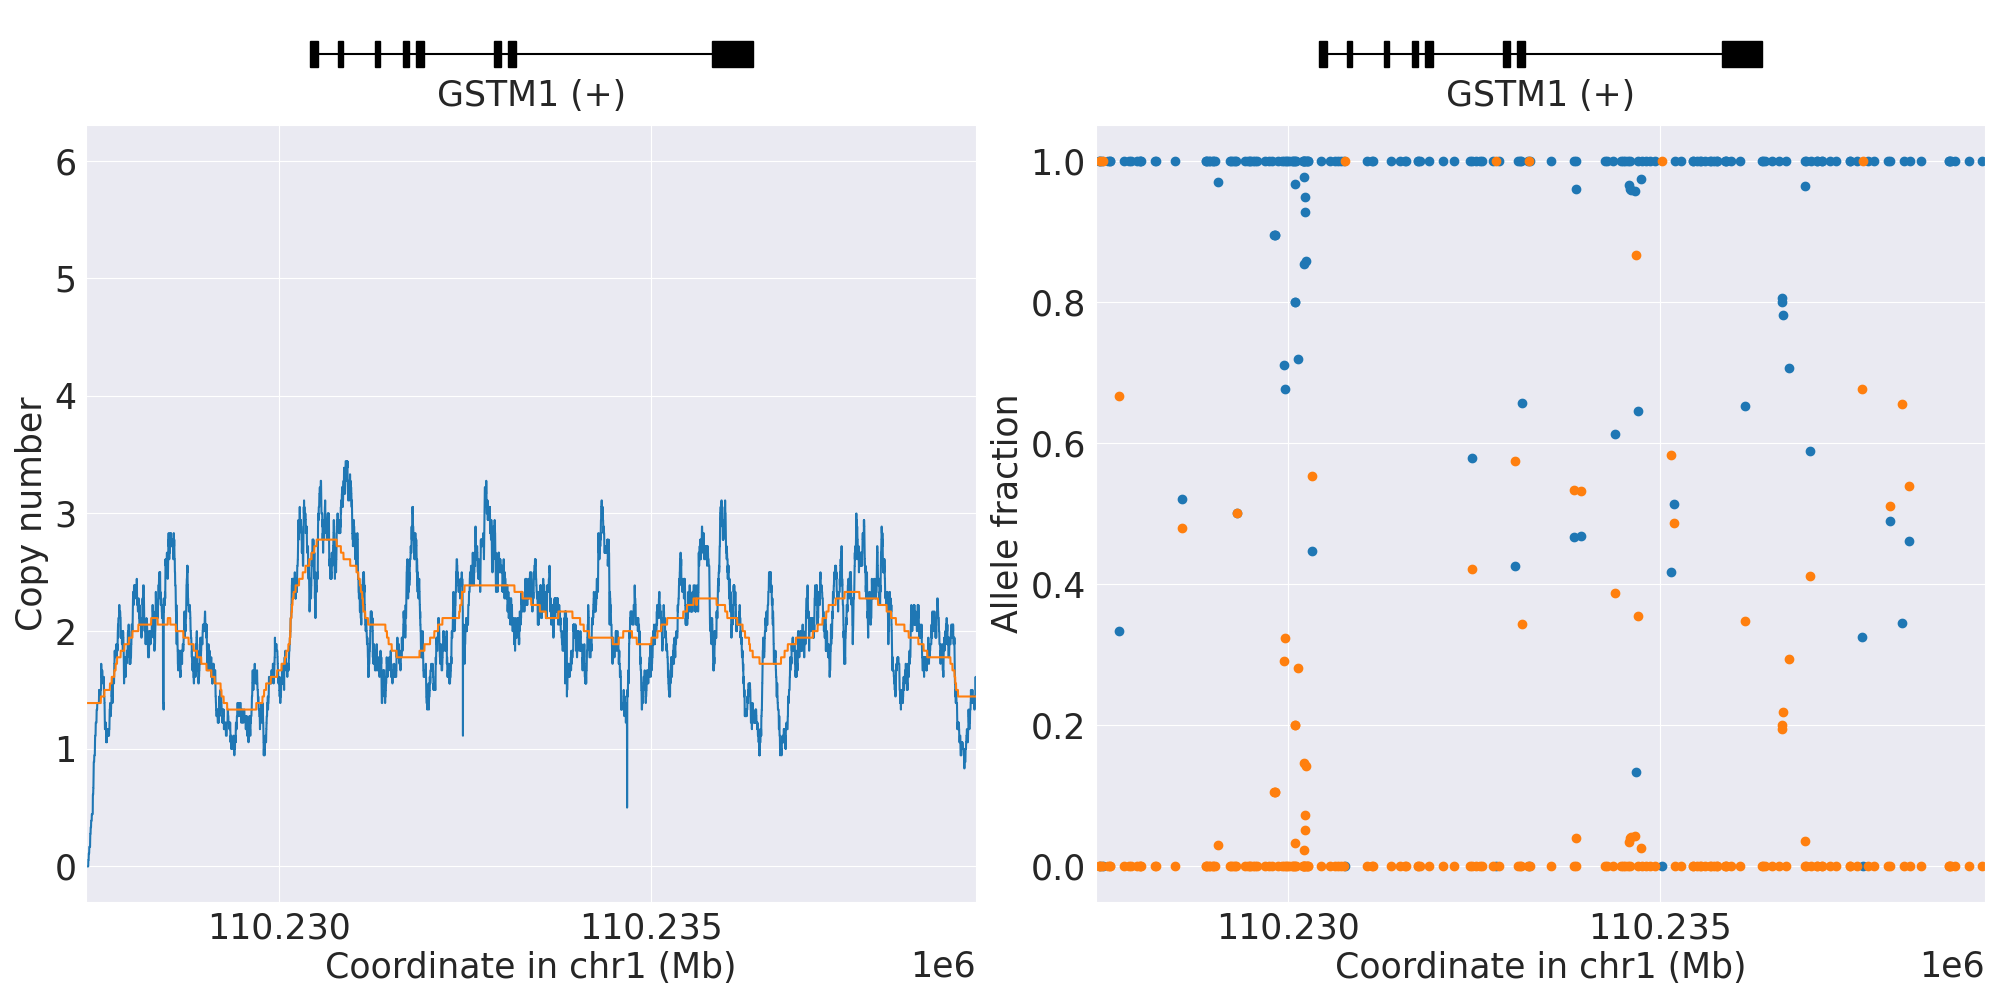 GSTM1 (+)
6
5
4
3
2
1
0
Copy number
110.230
110.235
Coordinate in chr1 (Mb)
1e6
GSTM1 (+)
1.0
0.8
0.6
0.4
0.2
0.0
Allele fraction
110.230
110.235
Coordinate in chr1 (Mb)
1e6